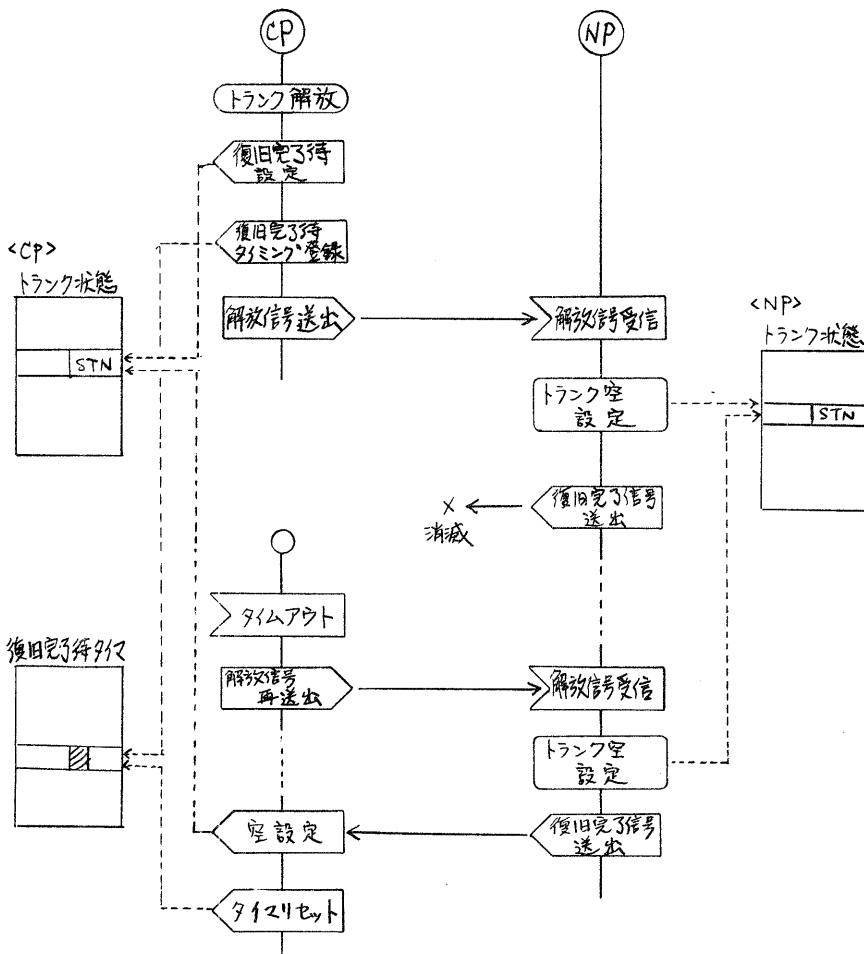 CP
NP
トランク解放
復旧完了待
設定
復旧完了待
タイミング登録
<CP>
トランク状態
解放信号送出
解放信号受信
<NP>
トランク状態
STN
トランク空
設定
STN
復旧完了信号
送出
×
消滅
タイムアウト
復旧完了待タイマ
解放信号
再送出
解放信号受信
トランク空
設定
空設定
復旧完了信号
送出
タイマリセット